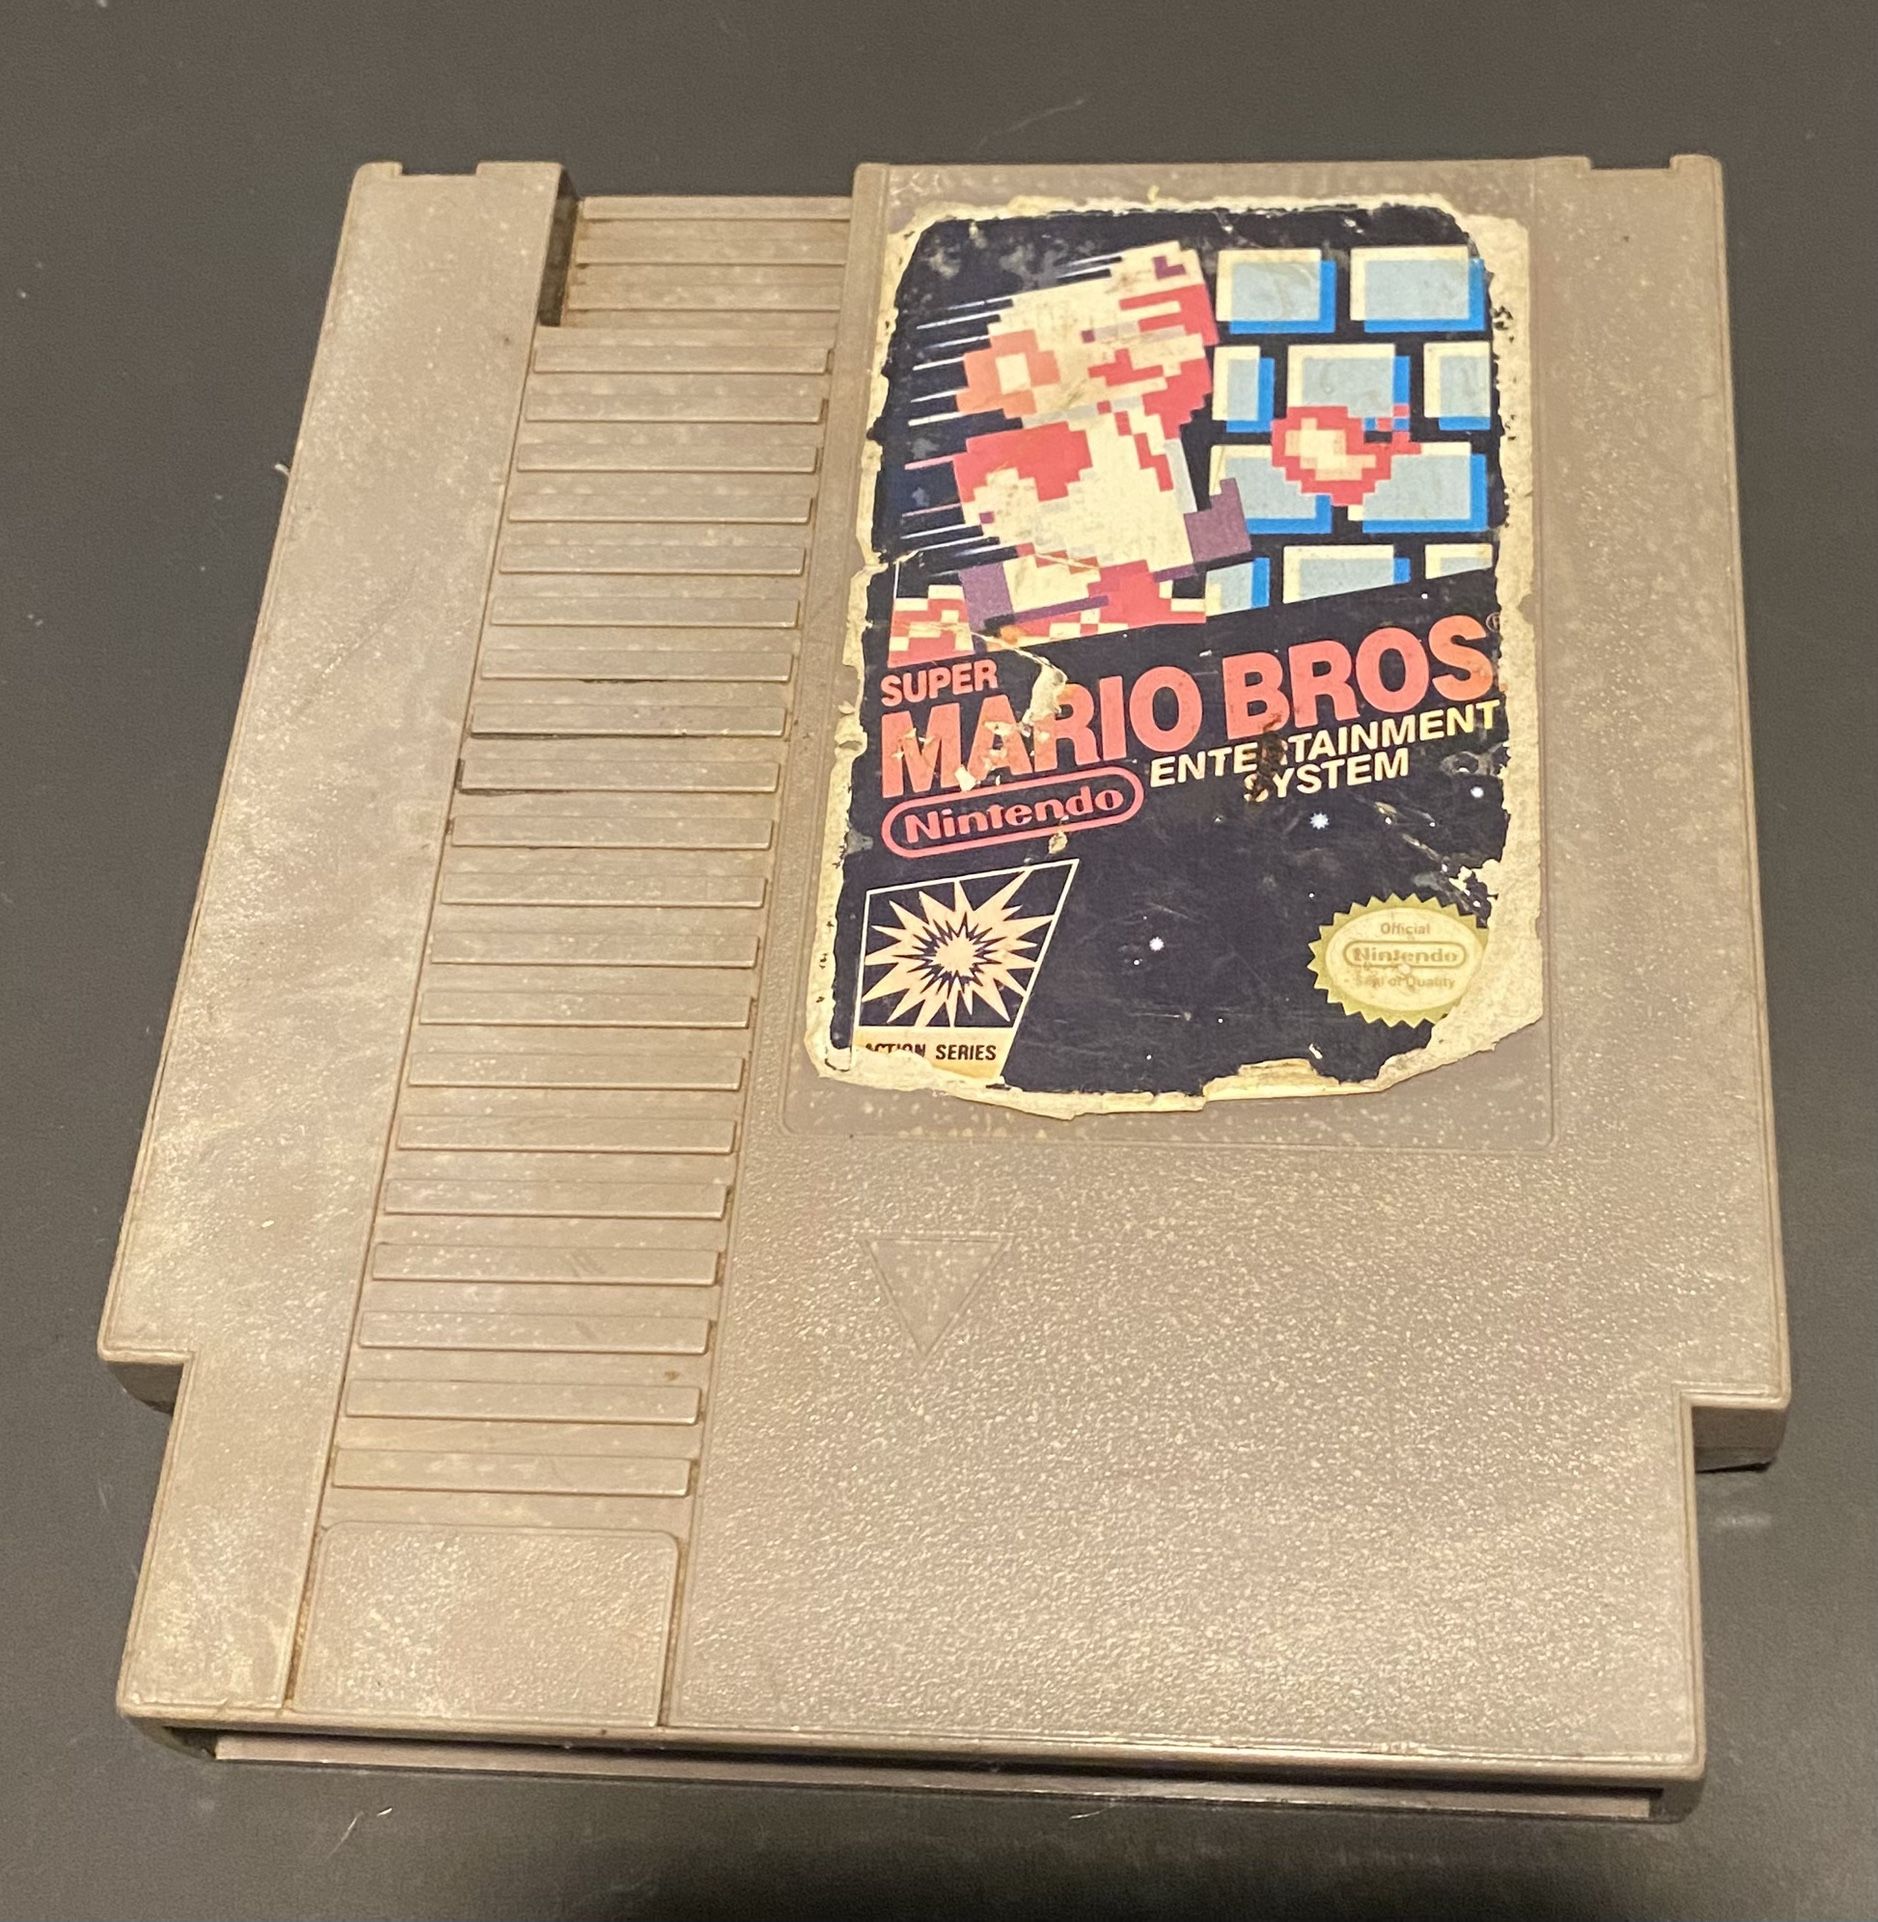 SUPER
MARIO BROS.®
Nintendo
ENTERTAINMENT
SYSTEM
ACTION SERIES
Official
Nintendo
Seal of Quality